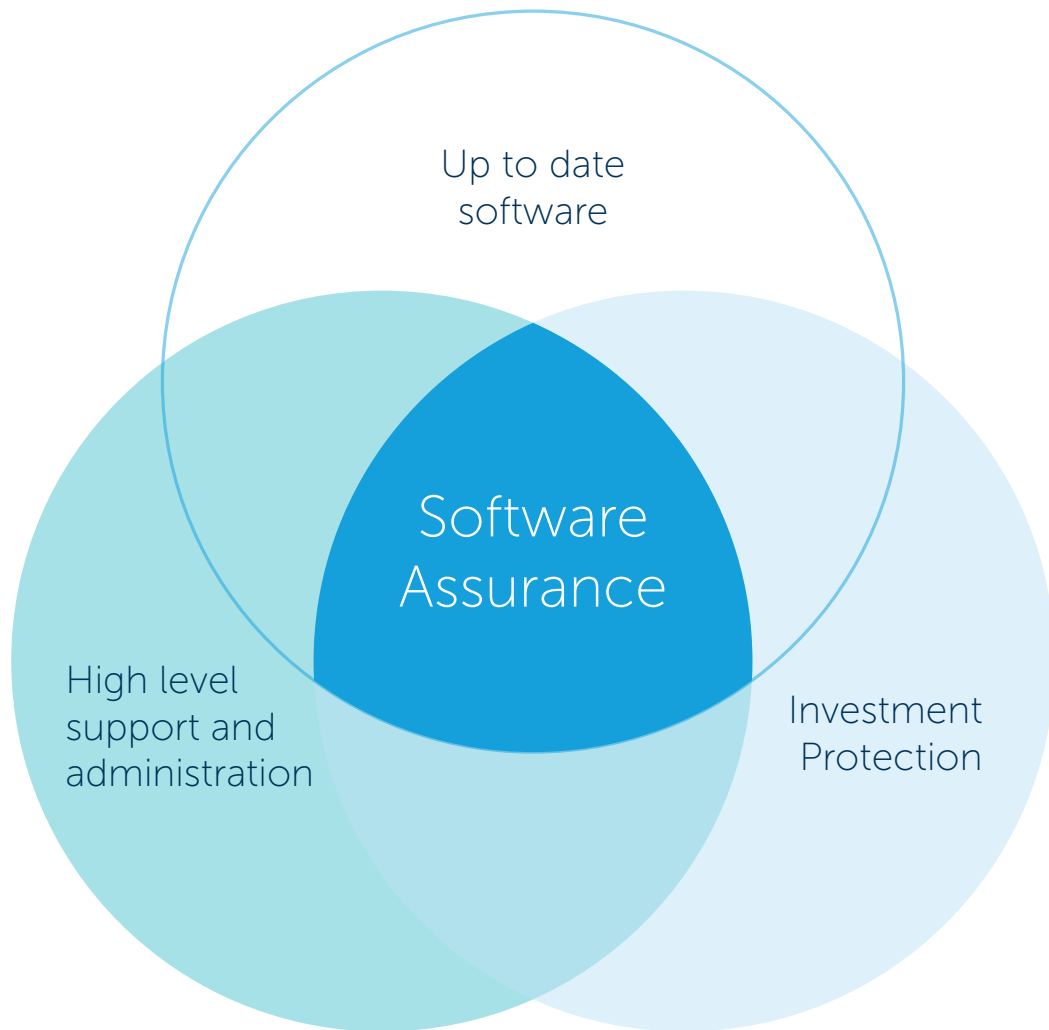 Up to date
software
Software
Assurance
High level
support and
administration
Investment
Protection